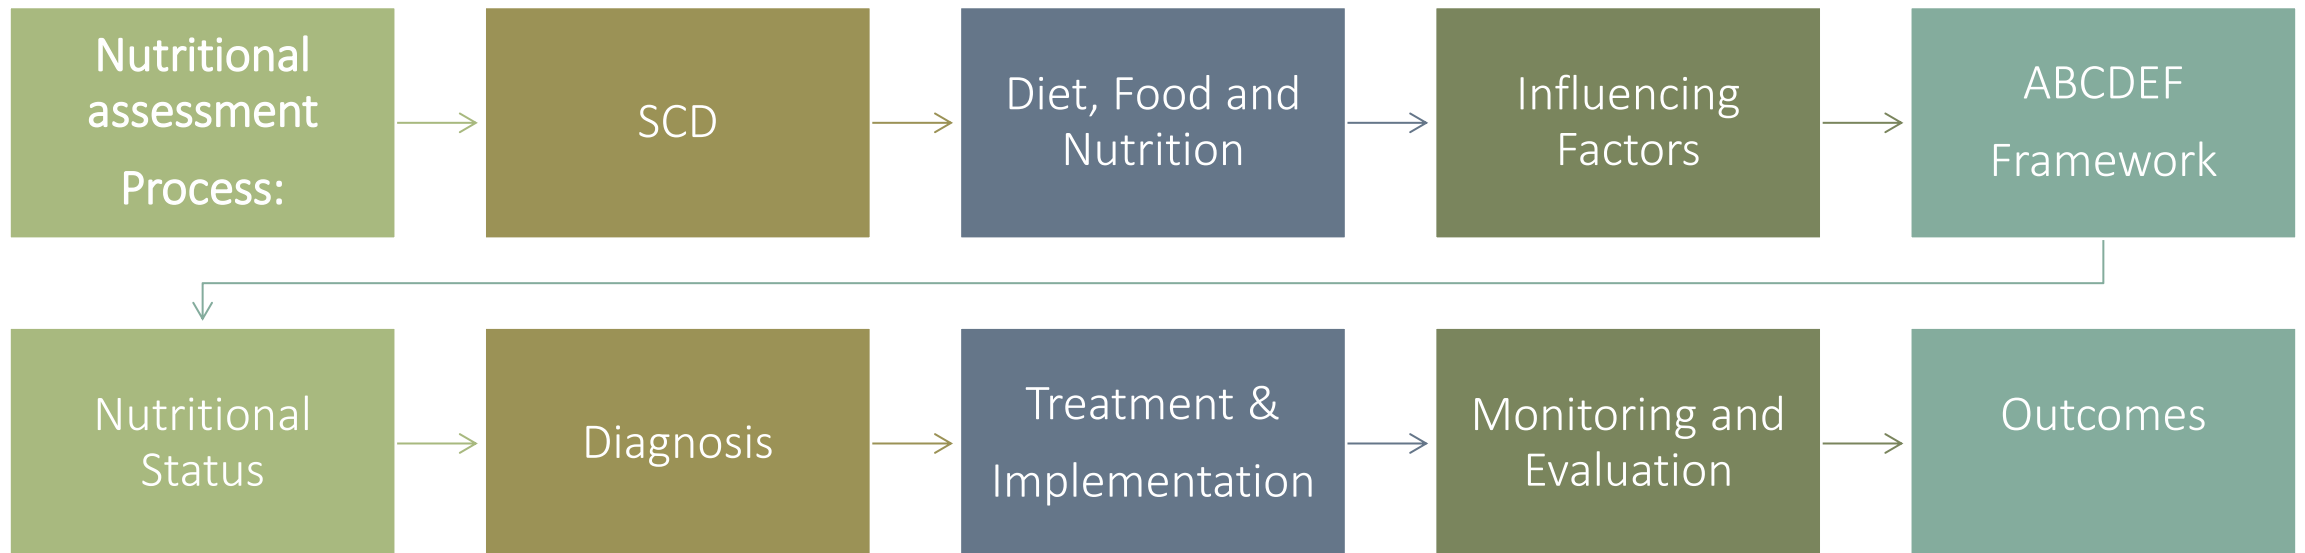 Nutritional
assessment
Process:
SCD
Diet, Food and
Nutrition
Influencing
Factors
ABCDEF
Framework
Nutritional
Status
Diagnosis
Treatment &
Implementation
Monitoring and
Evaluation
Outcomes